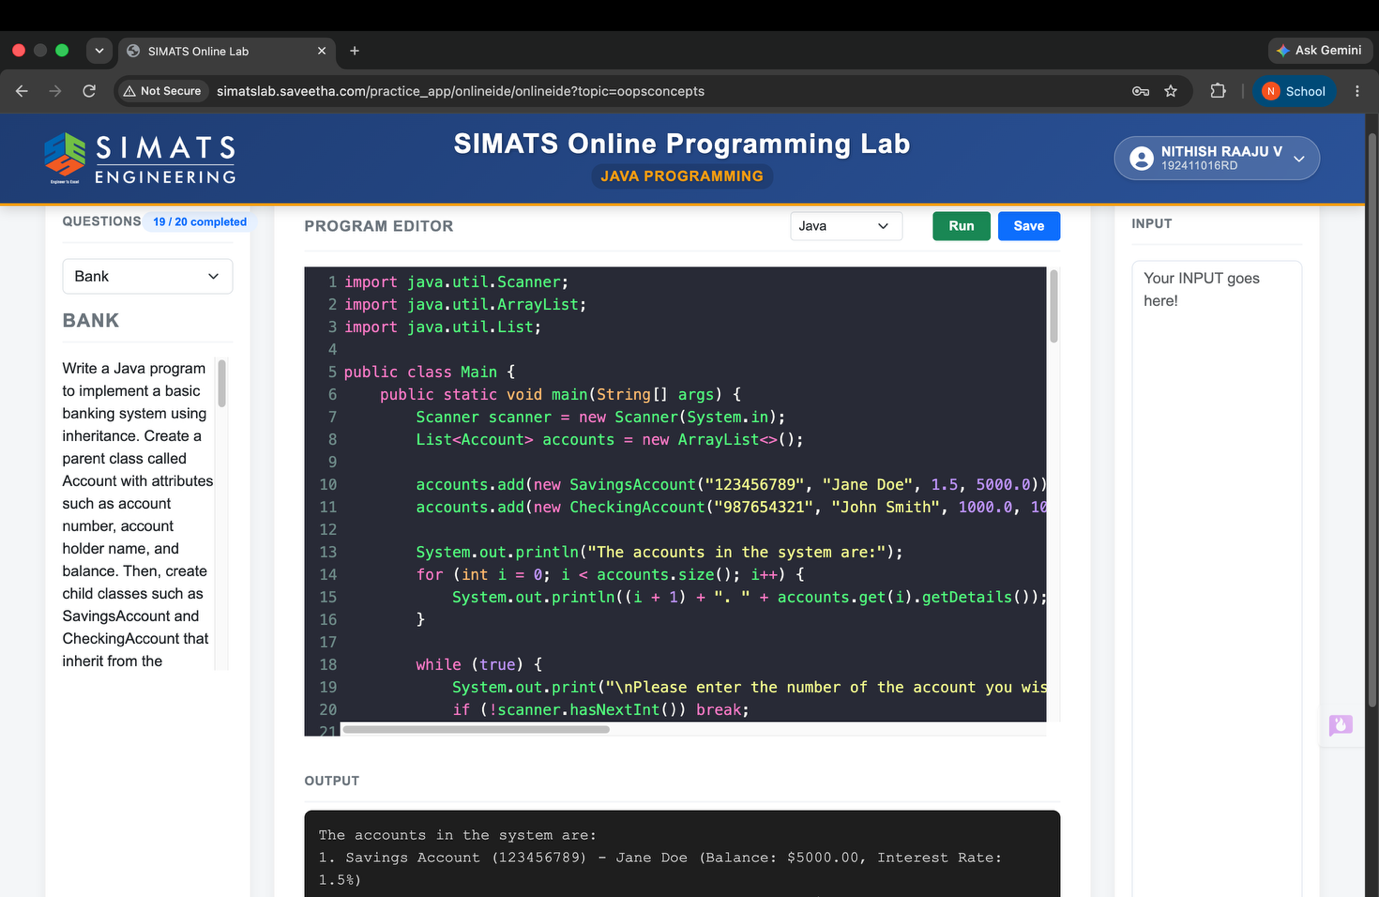 SIMATS Online Lab
Ask Gemini
Not Secure
simatslab.saveetha.com/practice_app/onlineide/onlineide?topic=oopsconcepts
N School
SIMATS
ENGINEERING
Engineer to Excel
SIMATS Online Programming Lab
JAVA PROGRAMMING
NITHISH RAAJU V
192411016RD
QUESTIONS 19 / 20 completed
Bank
BANK
Write a Java program
to implement a basic
banking system using
inheritance. Create a
parent class called
Account with attributes
such as account
number, account
holder name, and
balance. Then, create
child classes such as
SavingsAccount and
CheckingAccount that
inherit from the
PROGRAM EDITOR
Java
Run
Save
1 import java.util.Scanner;
2 import java.util.ArrayList;
3 import java.util.List;
4
5 public class Main {
6     public static void main(String[] args) {
7         Scanner scanner = new Scanner(System.in);
8         List<Account> accounts = new ArrayList<>();
9
10         accounts.add(new SavingsAccount("123456789", "Jane Doe", 1.5, 5000.0))
11         accounts.add(new CheckingAccount("987654321", "John Smith", 1000.0, 10
12
13         System.out.println("The accounts in the system are:");
14         for (int i = 0; i < accounts.size(); i++) {
15             System.out.println((i + 1) + ". " + accounts.get(i).getDetails());
16         }
17
18         while (true) {
19             System.out.print("\nPlease enter the number of the account you wis
20             if (!scanner.hasNextInt()) break;
21
OUTPUT
The accounts in the system are:
1. Savings Account (123456789) - Jane Doe (Balance: $5000.00, Interest Rate:
1.5%)
INPUT
Your INPUT goes
here!